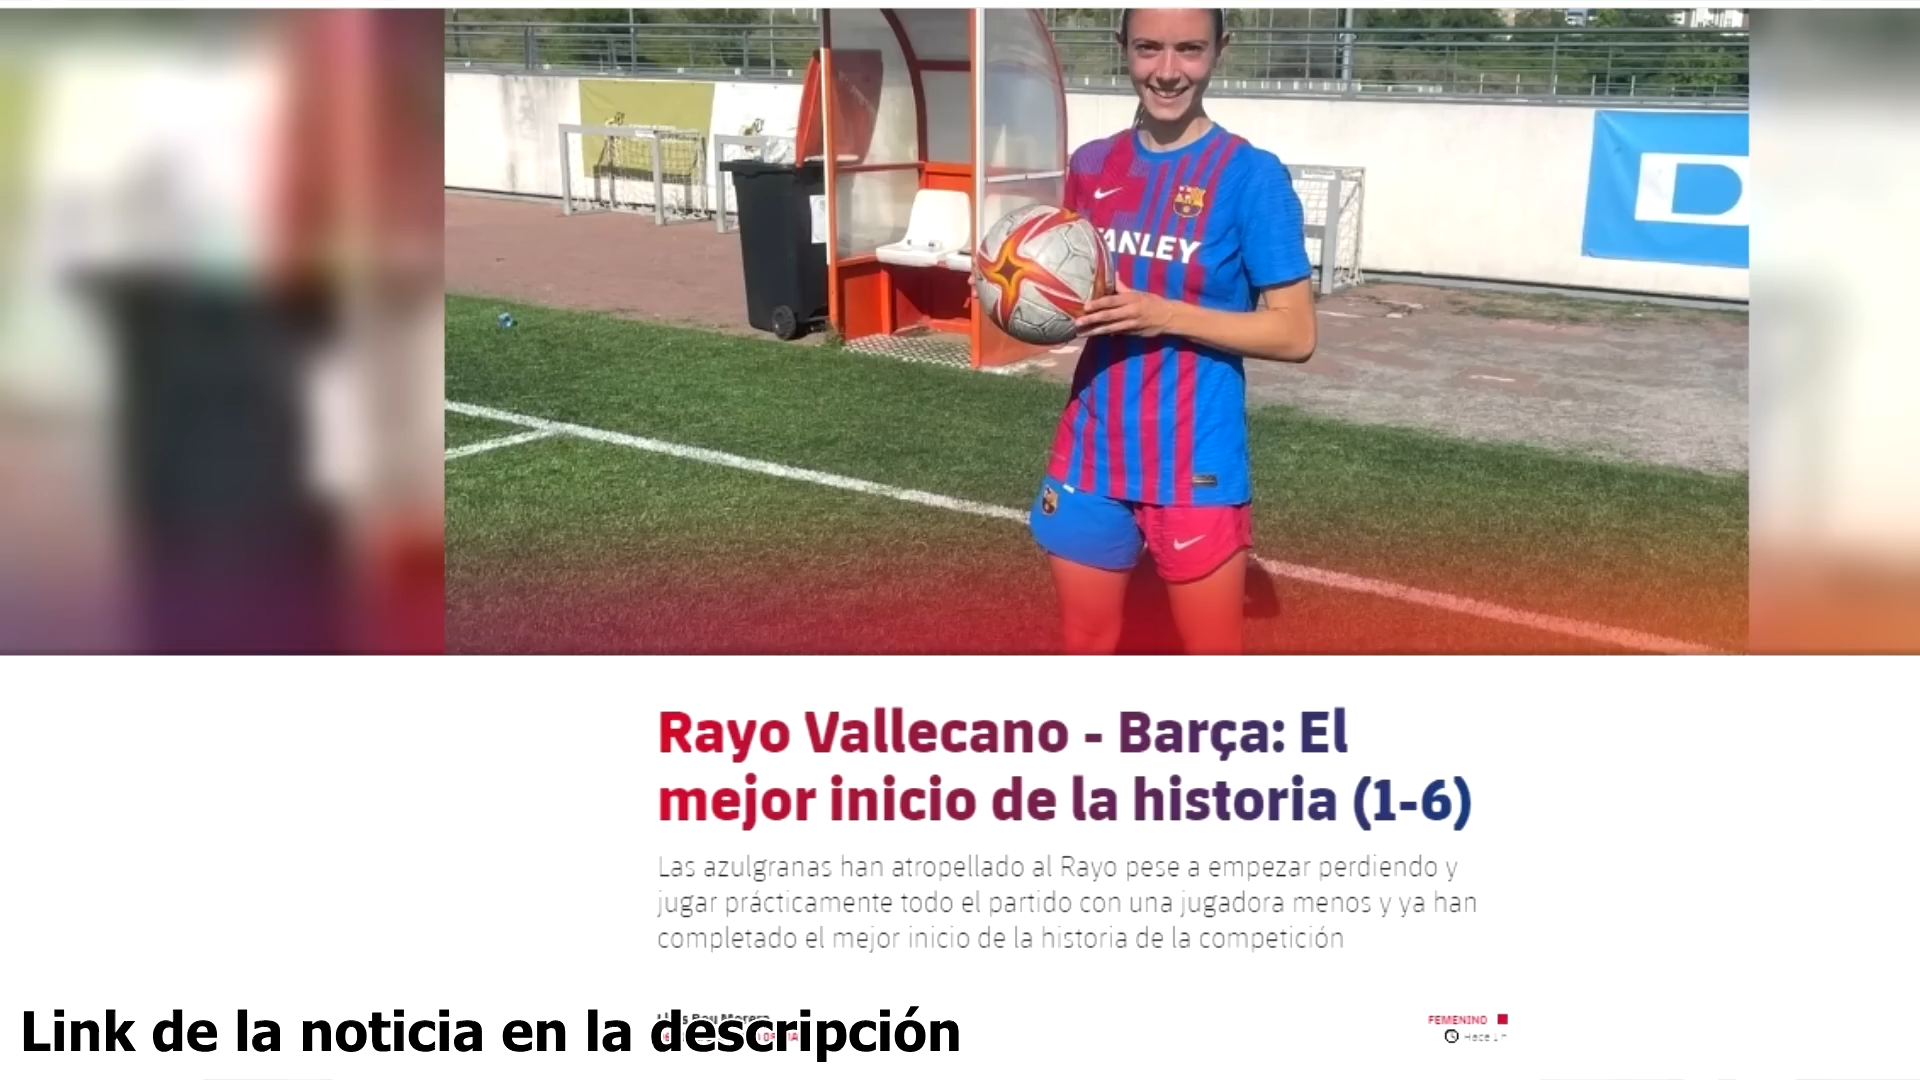 ANLEY
D
Rayo Vallecano - Barça: El
mejor inicio de la historia (1-6)
Las azulgranas han atropellado al Rayo pese a empezar perdiendo y
jugar prácticamente todo el partido con una jugadora menos y ya han
completado el mejor inicio de la historia de la competición
FEMENINO
Link de la noticia en la descripción